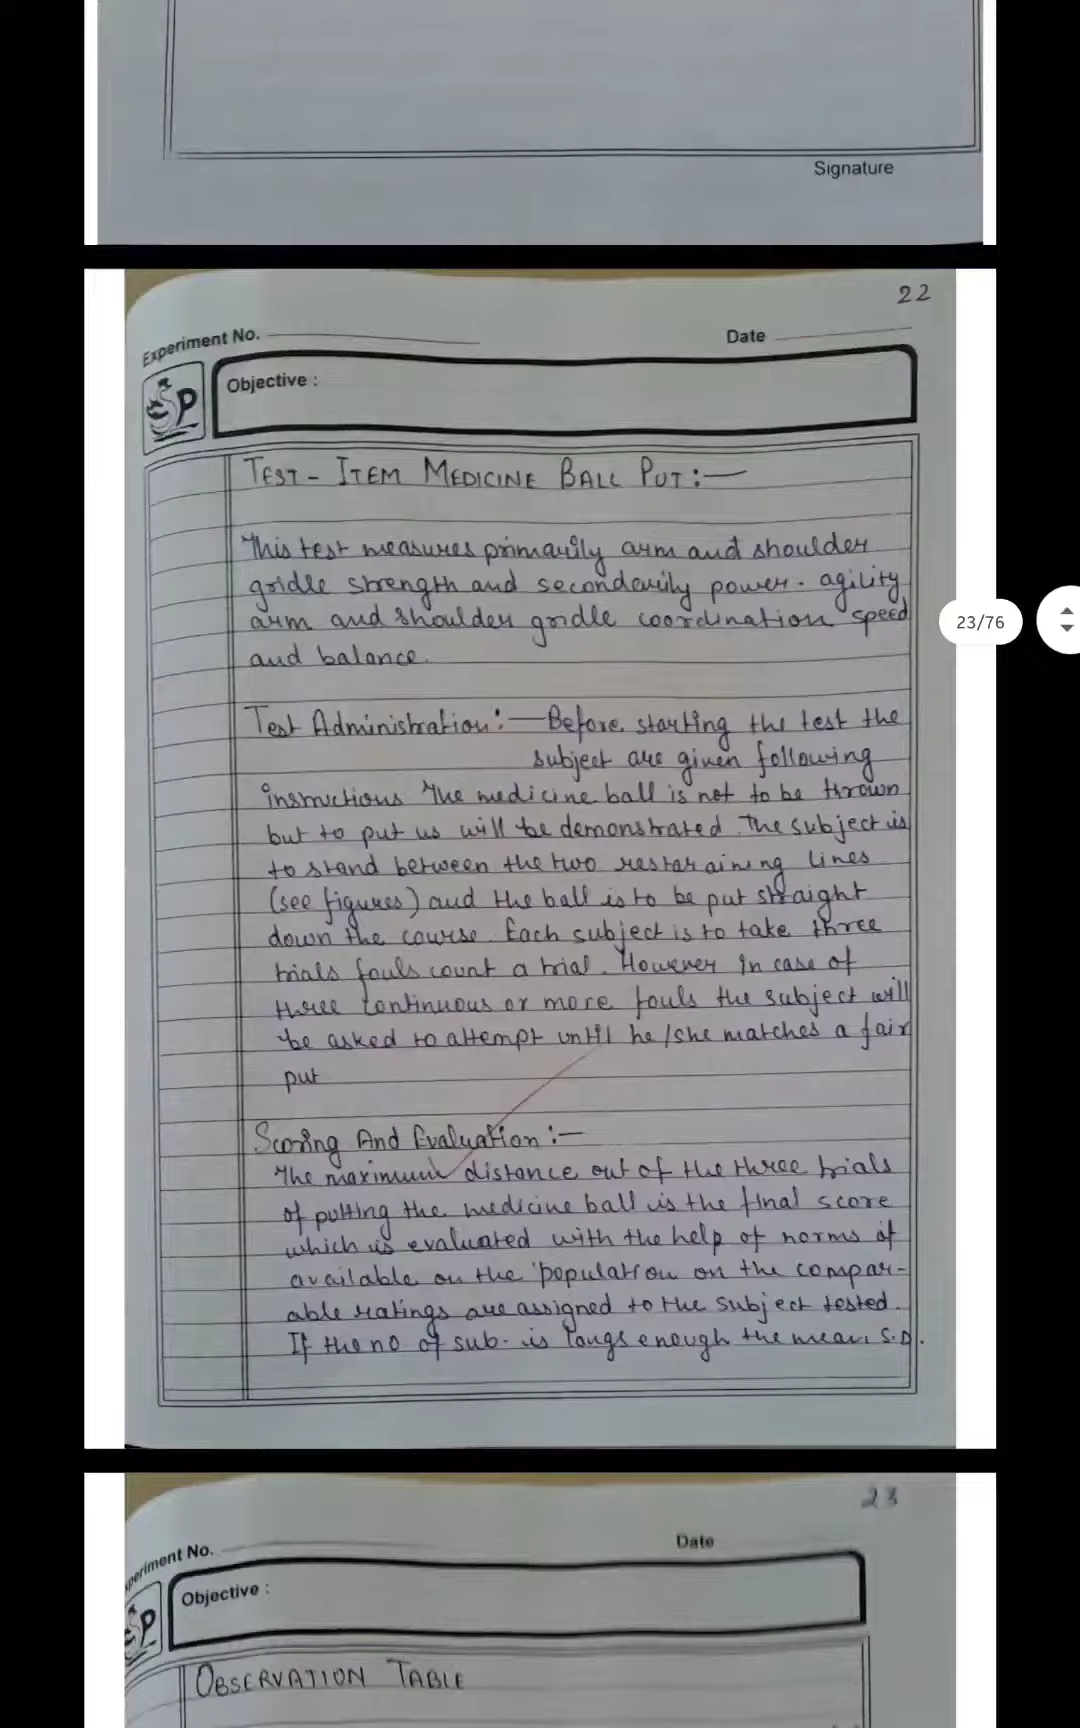 Signature
22
Experiment No.
Date
Objective :
TEST - ITEM MEDICINE BALL PUT :—
This test measures primarily arm and shoulder
gridle strength and secondarily power. agility
arm and shoulder gridle coordination speed
and balance.
23/76
Test Administration :— Before starting the test the
subject are given following
instructions The medicine ball is not to be thrown
but to put us will be demonstrated. The subject is
to stand between the two restaraining lines
(see figures) and the ball is to be put straight
down the course. Each subject is to take three
trials fouls count a trial. However in case of
three continuous or more fouls the subject will
be asked to attempt until he/she matches a fair
put
Scoring And Evaluation :—
The maximum distance out of the three trials
of putting the medicine ball is the final score
which is evaluated with the help of norms if
available on the population on the compar-
able ratings are assigned to the subject tested.
If the no. of sub. is enough the mean. S.D.
23
periment No.
Date
Objective :
OBSERVATION TABLE